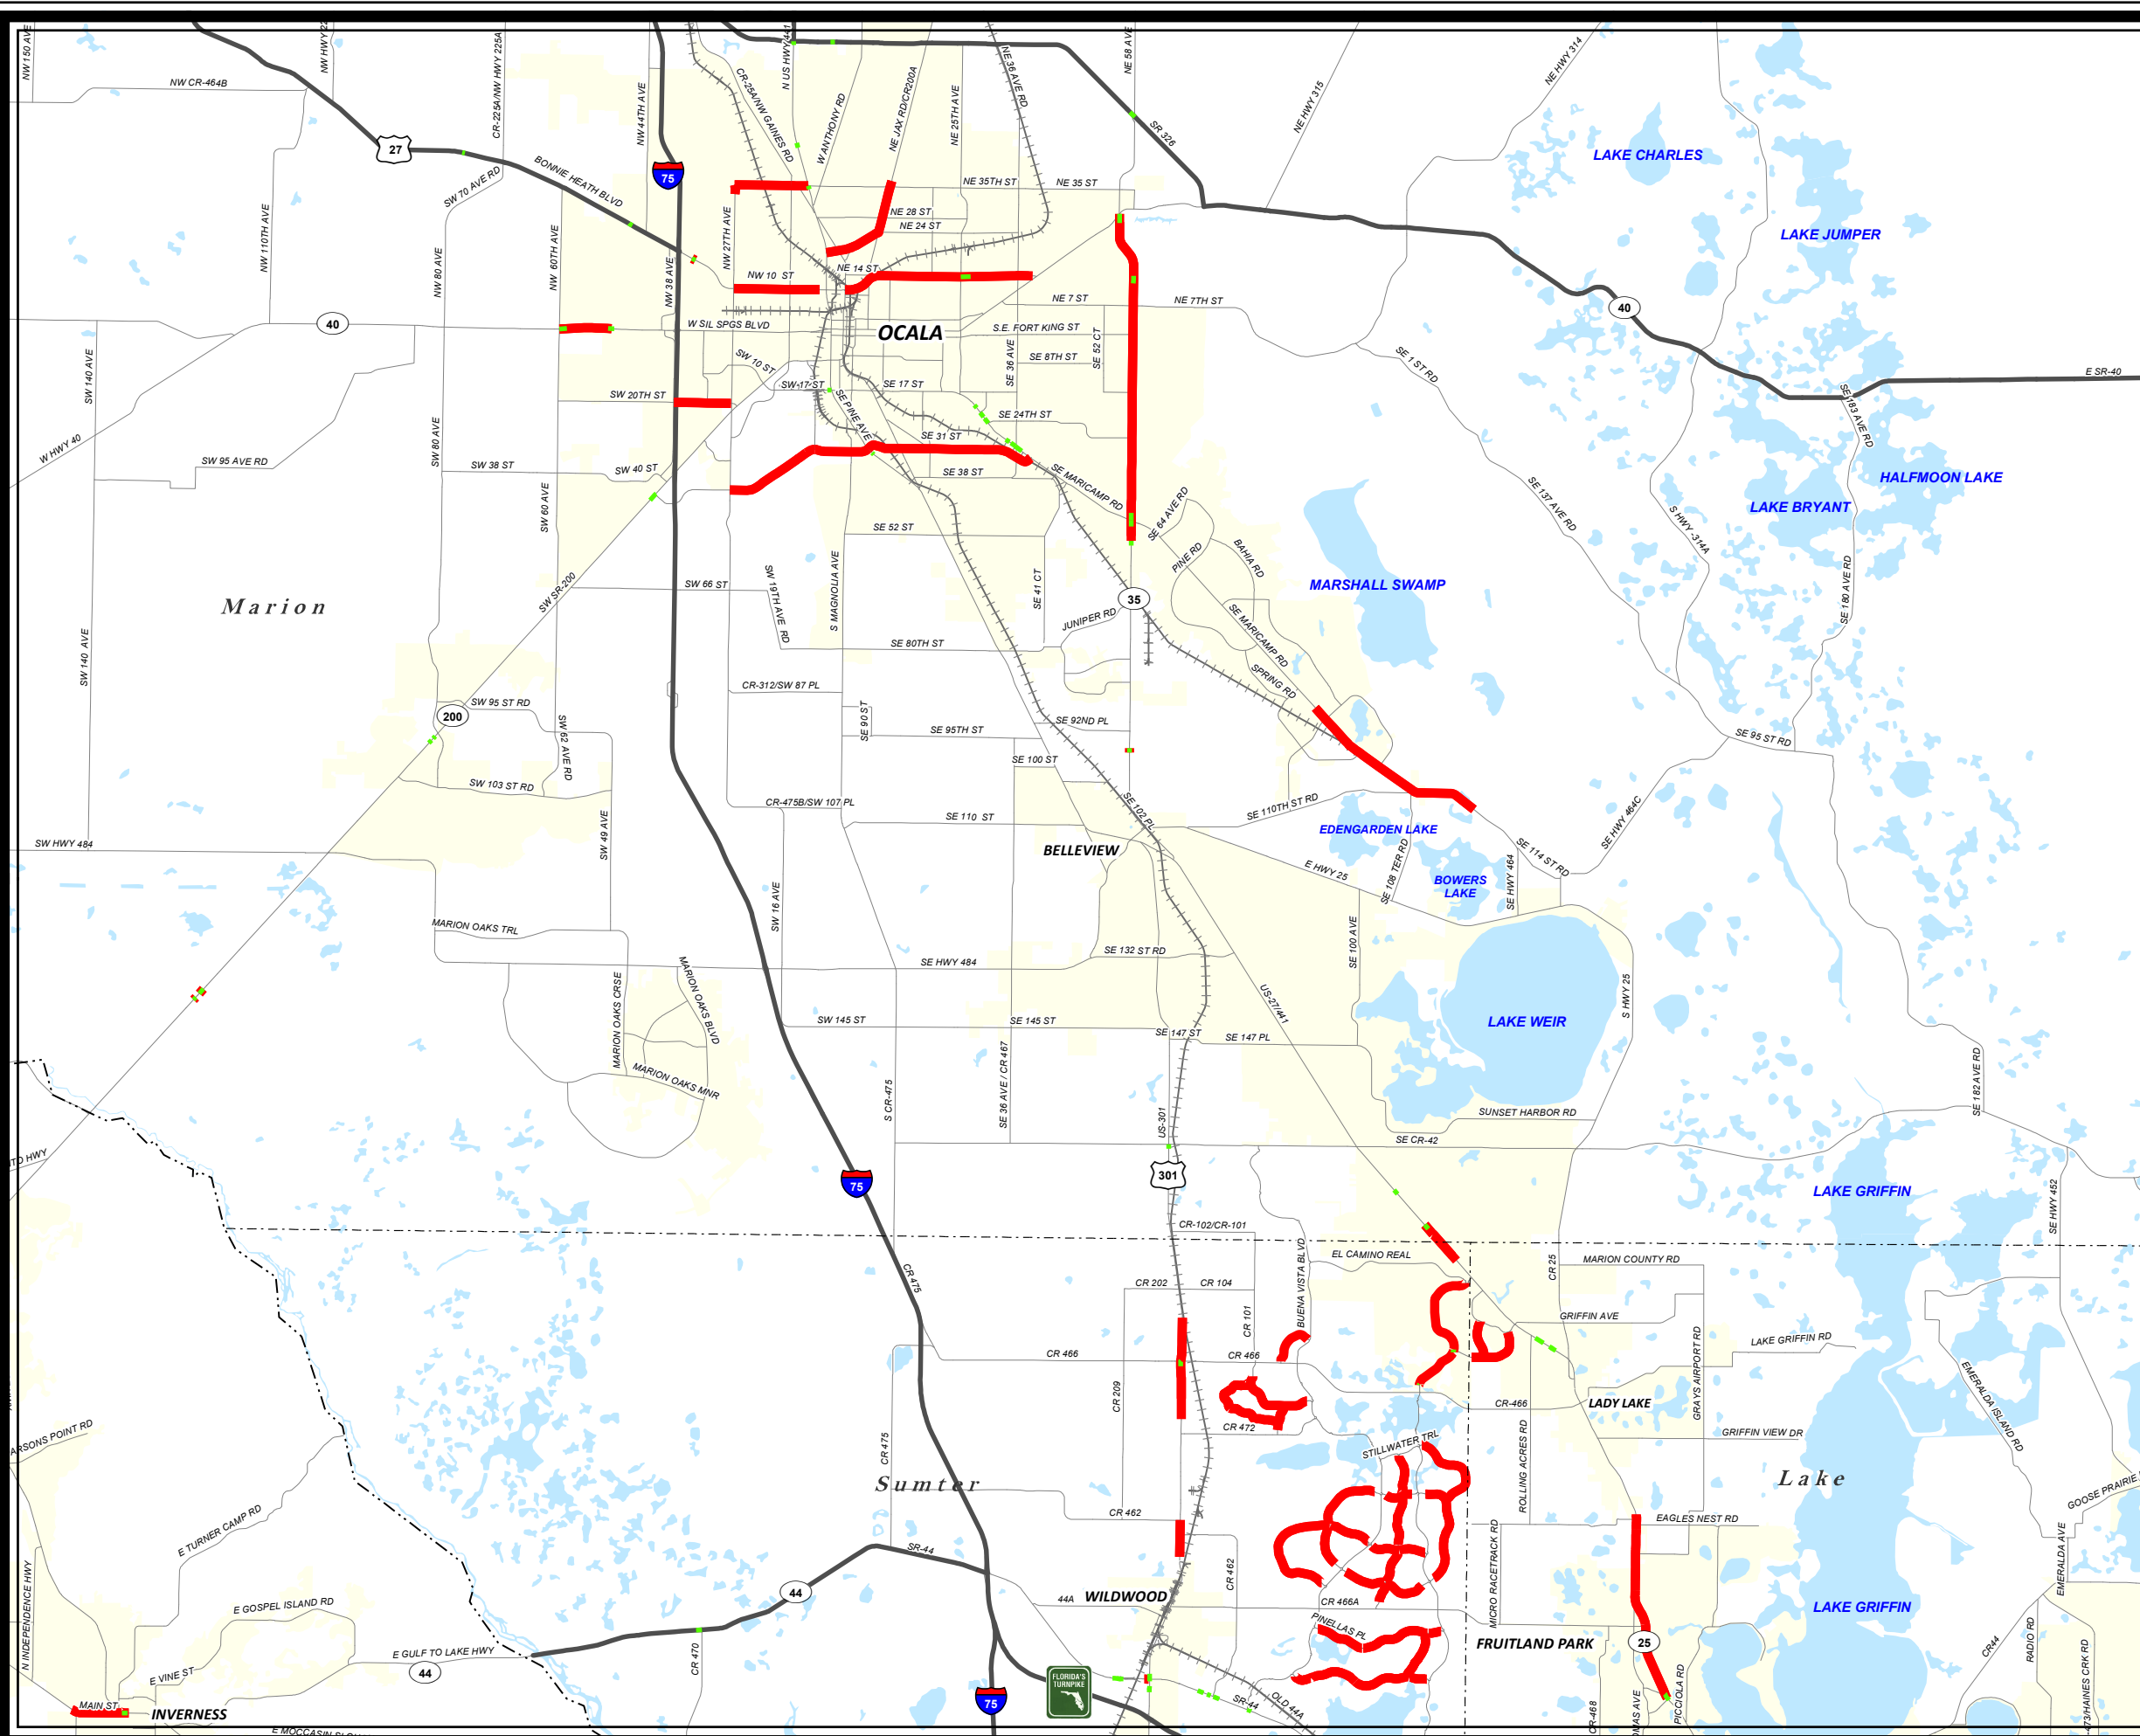 NW 150 AVE
NW CR-464B
CR-225A/NW HWY 225A
NW 44TH AVE
N US HWY 441
CR-25A/NW GAINES RD
W ANTHONY RD
NE JAX RD/CR200A
NE 25TH AVE
NE 36 AVE RD
NE 58 AVE
SR 326
NE HWY 315
NE HWY 314
27
BONNIE HEATH BLVD
SW 70 AVE RD
75
NE 35TH ST
NE 35 ST
LAKE CHARLES
LAKE JUMPER
NE 28 ST
NE 24 ST
NW 110TH AVE
NW 80 AVE
NW 60TH AVE
NW 38 AVE
NW 27TH AVE
NW 10 ST
NE 14 ST
NE 7 ST
NE 7TH ST
40
40
W SIL SPGS BLVD
OCALA
S.E. FORT KING ST
SE 36 AVE
SE 8TH ST
SE 52 CT
SW 140 AVE
SW 10 ST
SW 17 ST
SE 17 ST
SE 1 ST RD
E SR-40
SE 183 AVE RD
SW 20TH ST
SE PINE AVE
SE 24TH ST
SE 31 ST
W HWY 40
SW 95 AVE RD
SW 80 AVE
SW 38 ST
SW 40 ST
SE 38 ST
SE MARICAMP RD
SE 64 AVE RD
SE 137 AVE RD
HALFMOON LAKE
LAKE BRYANT
S HWY -314A
SW 60 AVE
SE 52 ST
PINE RD
BAHIA RD
MARSHALL SWAMP
SE 180 AVE RD
Marion
SW SR-200
SW 66 ST
SW 19TH AVE RD
S MAGNOLIA AVE
SE 41 CT
35
JUNIPER RD
SE MARICAMP RD
SW 140 AVE
SE 80TH ST
SPRING RD
CR-312/SW 87 PL
200
SW 95 ST RD
SW 62 AVE RD
SE 90 ST
SE 92ND PL
SE 95TH ST
SE 95 ST RD
SE 100 ST
SW 103 ST RD
CR-475B/SW 107 PL
SE 102 PL
SE 110TH ST RD
SE HWY 464C
SE 110 ST
EDENGARDEN LAKE
SW HWY 484
SW 49 AVE
BELLEVIEW
E HWY 25
SE 108 TER RD
SE HWY 464
SE 114 ST RD
BOWERS
LAKE
SW 16 AVE
MARION OAKS TRL
SE 100 AVE
SE 132 ST RD
SE HWY 484
MARION OAKS CRSE
MARION OAKS BLVD
US-27/441
S HWY 25
LAKE WEIR
SW 145 ST
SE 145 ST
SE 147 ST
SE 147 PL
MARION OAKS MNR
S CR-475
SE 36 AVE / CR 467
US-301
SUNSET HARBOR RD
SE 182 AVE RD
SE CR-42
75
301
LAKE GRIFFIN
SE HWY 452
CR-102/CR-101
EL CAMINO REAL
BUENA VISTA BLVD
CR 25
MARION COUNTY RD
CR 475
CR 202
CR 104
CR 101
GRIFFIN AVE
LAKE GRIFFIN RD
CR 466
CR 466
GRAYS AIRPORT RD
EMERALDA ISLAND RD
CR 209
CR-466
LADY LAKE
CR 472
STILLWATER TRL
GRIFFIN VIEW DR
ROLLING ACRES RD
CR 475
Sumter
Lake
CR 462
EAGLES NEST RD
E TURNER CAMP RD
MICRO RACETRACK RD
SR-44
CR 462
EMERALDA AVE
N INDEPENDENCE HWY
44
44A
WILDWOOD
CR 466A
E GOSPEL ISLAND RD
PINELLAS PL
LAKE GRIFFIN
E GULF TO LAKE HWY
CR 470
FRUITLAND PARK
25
44
E VINE ST
FLORIDA'S
TURNPIKE
75
SR-44
OLD 44A
CR-468
PICCIOLA RD
CR44
RADIO RD
MAIN ST
INVERNESS